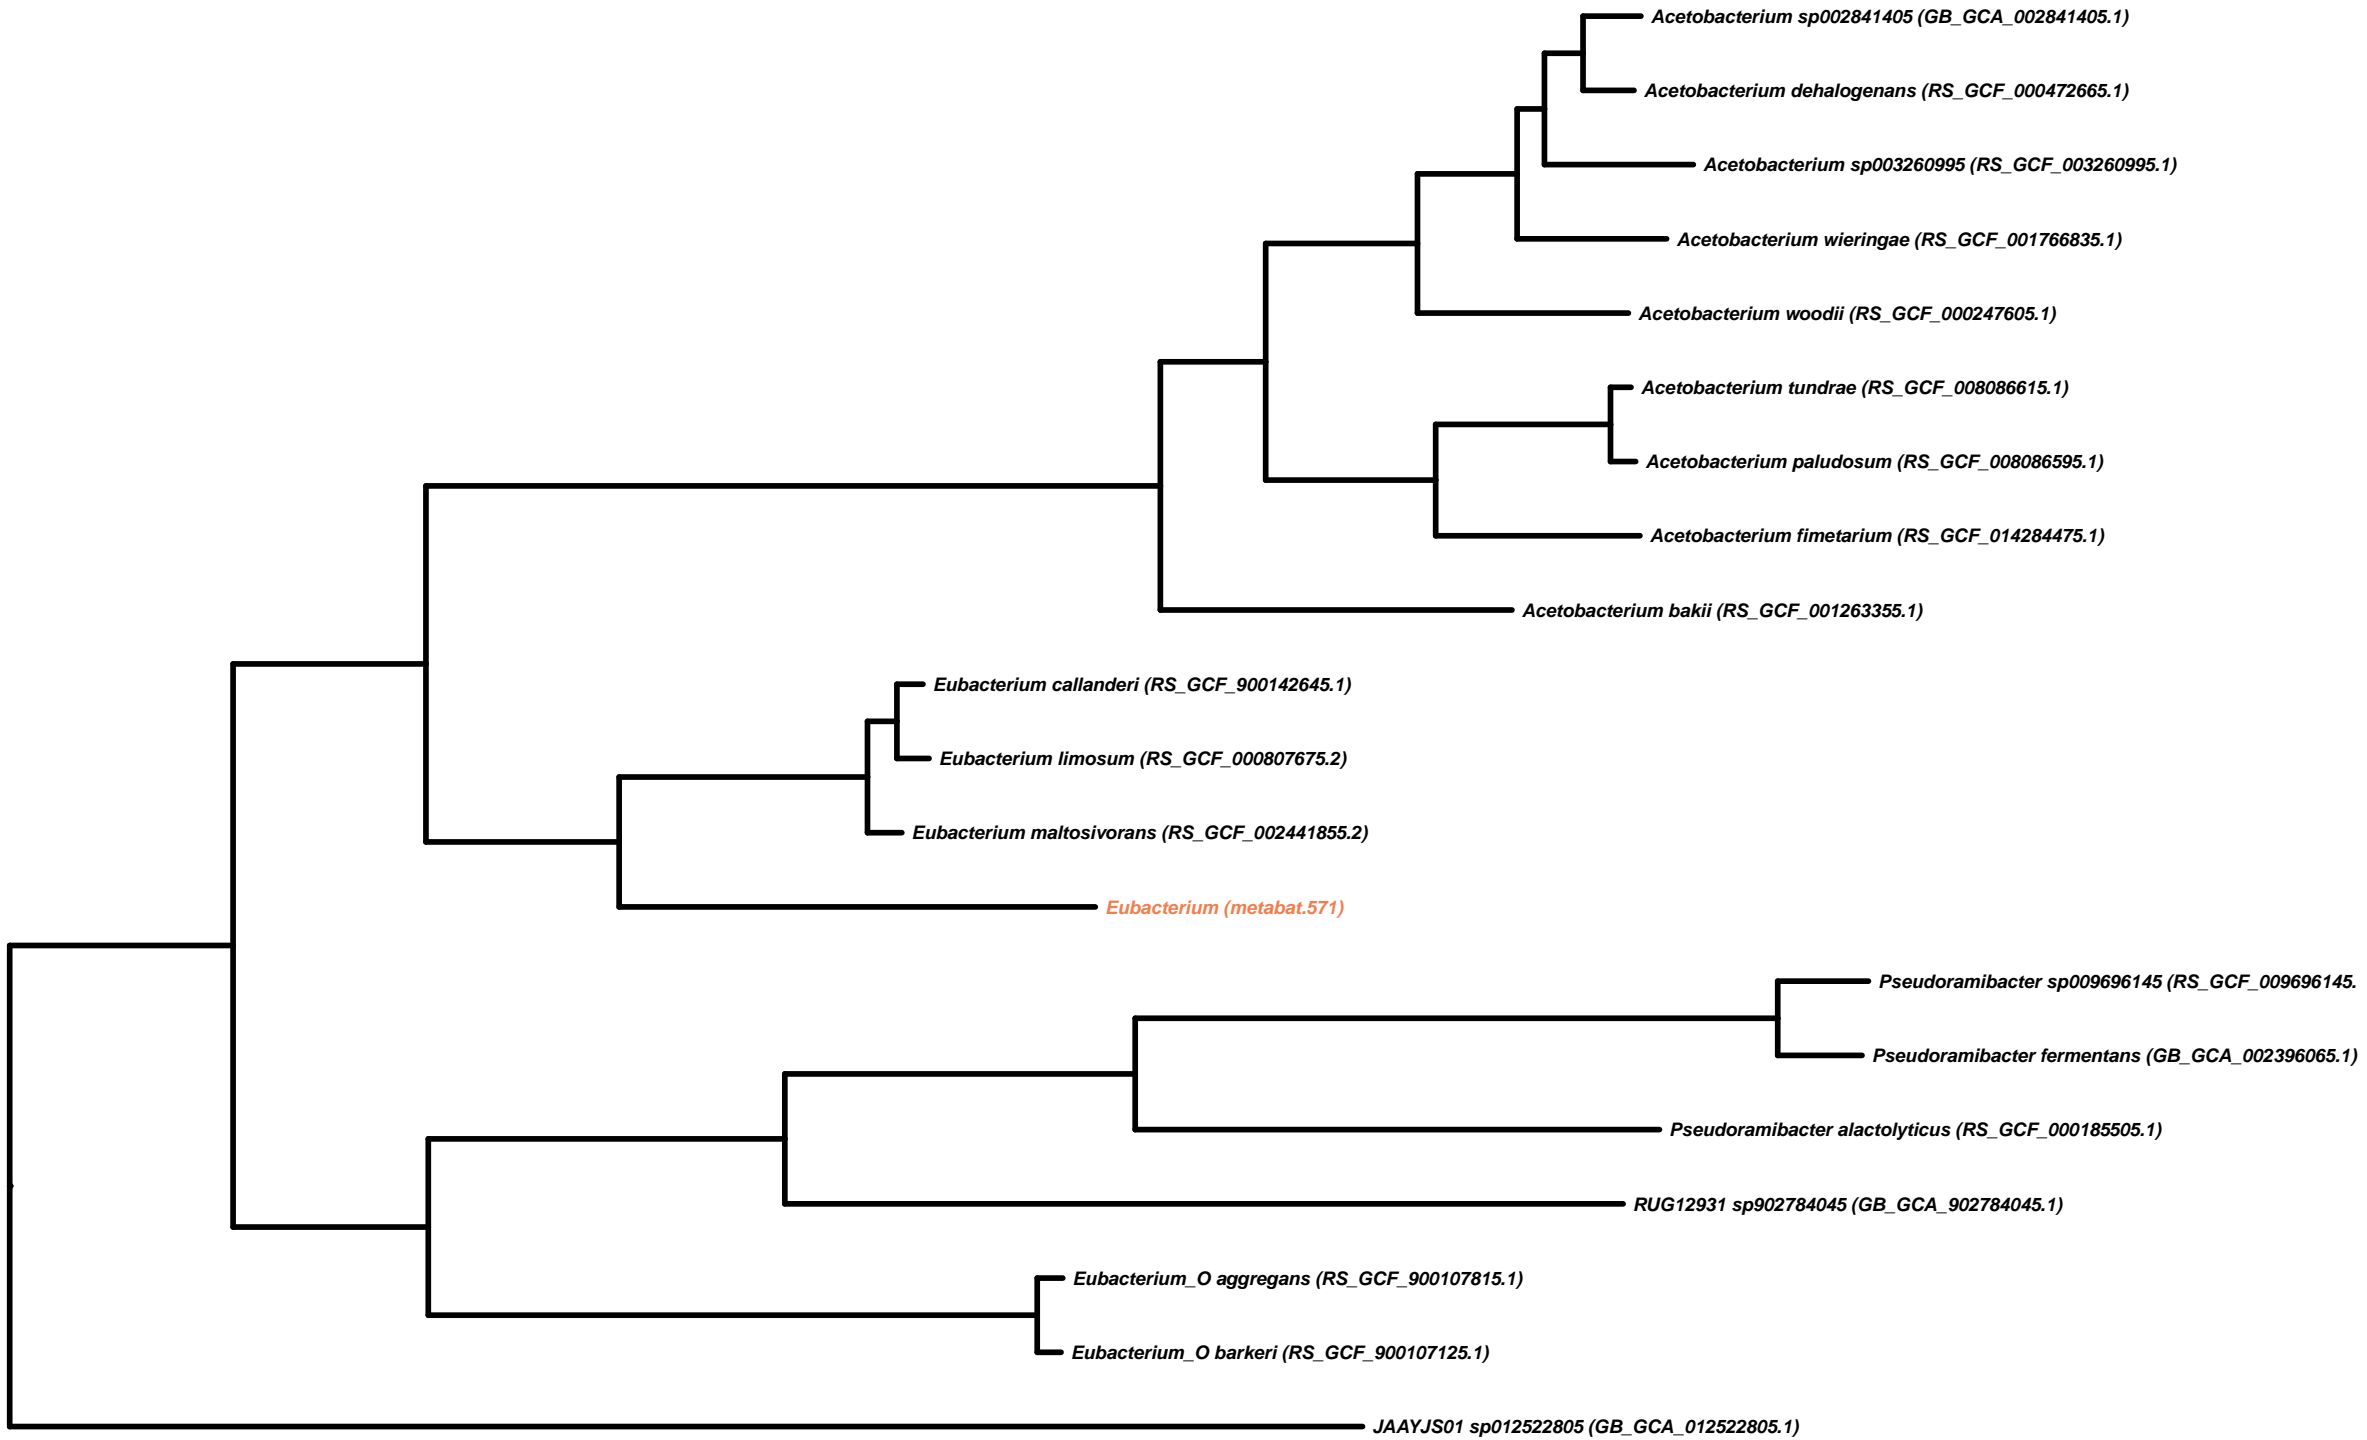 Acetobacterium sp002841405 (GB_GCA_002841405.1)
Acetobacterium dehalogenans (RS_GCF_000472665.1)
Acetobacterium sp003260995 (RS_GCF_003260995.1)
Acetobacterium wieringae (RS_GCF_001766835.1)
Acetobacterium woodii (RS_GCF_000247605.1)
Acetobacterium tundrae (RS_GCF_008086615.1)
Acetobacterium paludosum (RS_GCF_008086595.1)
Acetobacterium fimetarium (RS_GCF_014284475.1)
Acetobacterium bakii (RS_GCF_001263355.1)
Eubacterium callanderi (RS_GCF_900142645.1)
Eubacterium limosum (RS_GCF_000807675.2)
Eubacterium maltosivorans (RS_GCF_002441855.2)
Eubacterium (metabat.571)
Pseudoramibacter sp009696145 (RS_GCF_009696145.
Pseudoramibacter fermentans (GB_GCA_002396065.1)
Pseudoramibacter alactolyticus (RS_GCF_000185505.1)
RUG12931 sp902784045 (GB_GCA_902784045.1)
Eubacterium_O aggregans (RS_GCF_900107815.1)
Eubacterium_O barkeri (RS_GCF_900107125.1)
JAAYJS01 sp012522805 (GB_GCA_012522805.1)